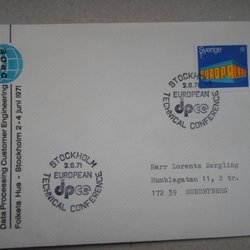 Data Processing Customer Engineering D.P.C.E.
Folkets Hus - Stockholm 2-4 juni 1971
Sverige
EUROPA
STOCKHOLM
2.6.71
EUROPEAN
dpce
TECHNICAL CONFERENCE
STOCKHOLM
2.6.71
EUROPEAN
dpce
TECHNICAL CONFERENCE
Herr Lorentz Bergling
Humblegatan 11, 2 tr.
172 39 SUNDBYBERG